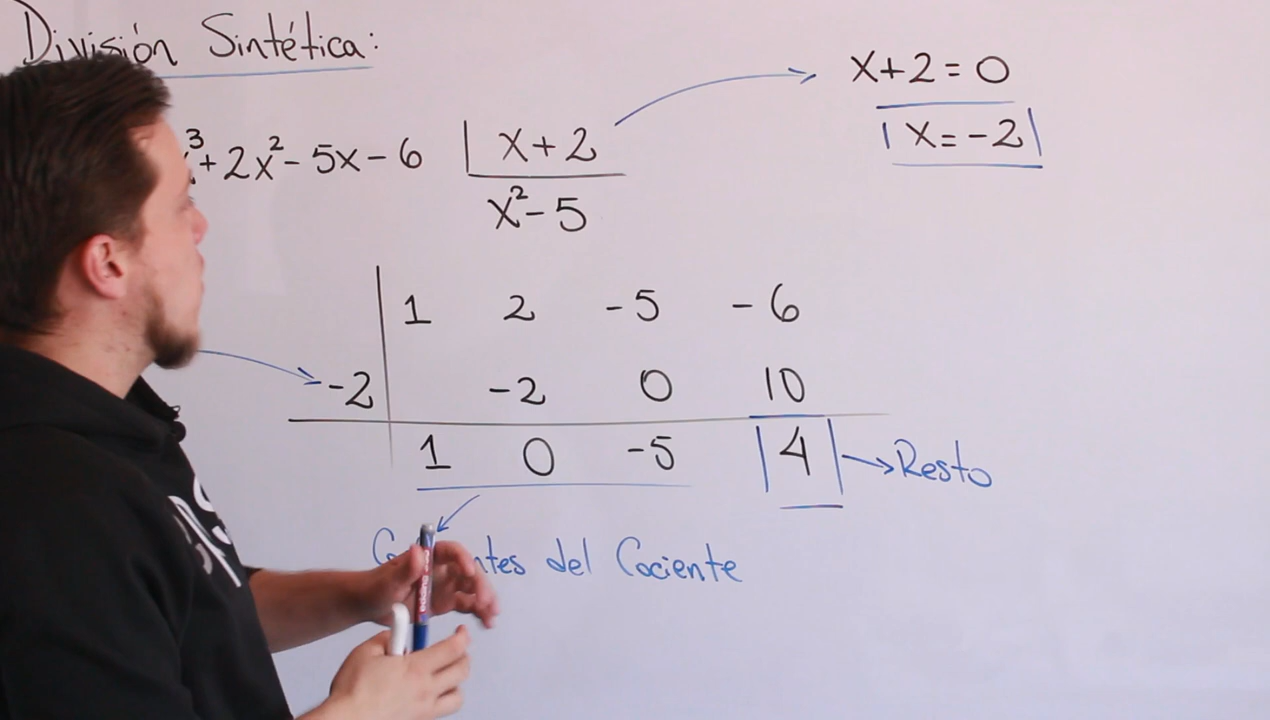 División Sintética:
x+2=0
x=-2
³+2x²-5x-6 x+2
x²-5
1 2 -5 -6
-2 -2 0 10
1 0 -5 4 → Resto
del Cociente